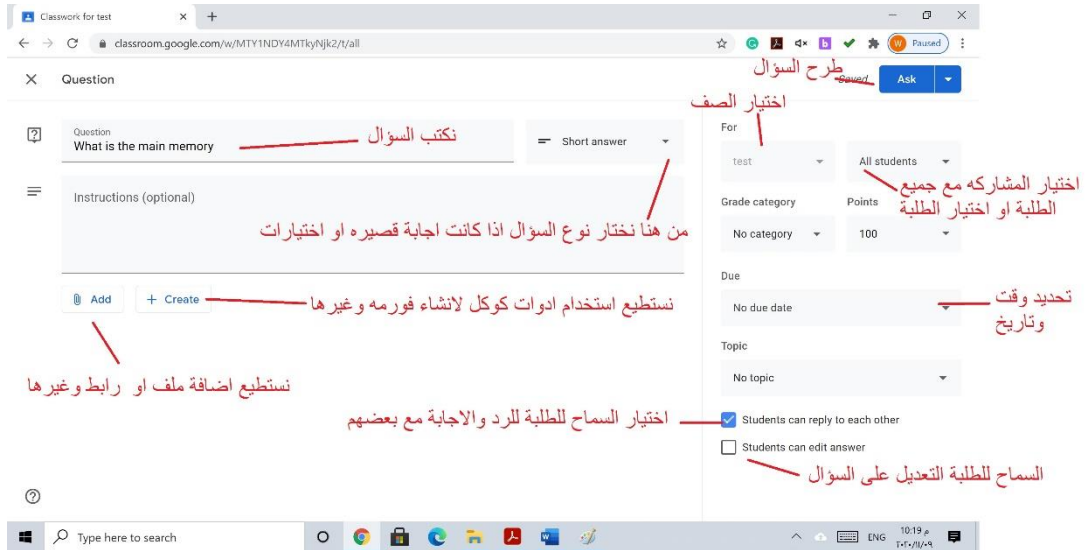 Classwork for test
classroom.google.com/w/MTY1NDY4MTkyNjk2/t/all
Paused
Question
Saved
Ask
طرح السؤال
اختيار الصف
Question
What is the main memory
نكتب السؤال
Short answer
For
test
All students
اختيار المشاركه مع جميع
الطلبة او اختيار الطلبة
Instructions (optional)
من هنا نختار نوع السؤال اذا كانت اجابة قصيره او اختيارات
Grade category
Points
No category
100
Add
Create
نستطيع استخدام ادوات كوكل لانشاء فورمه وغيرها
Due
No due date
تحديد وقت
وتاريخ
Topic
No topic
نستطيع اضافة ملف او رابط وغيرها
Students can reply to each other
اختيار السماح للطلبة للرد والاجابة مع بعضهم
Students can edit answer
السماح للطلبة التعديل على السؤال
Type here to search
ENG
10:19 م
٢٠٢٠/١١/٠٩